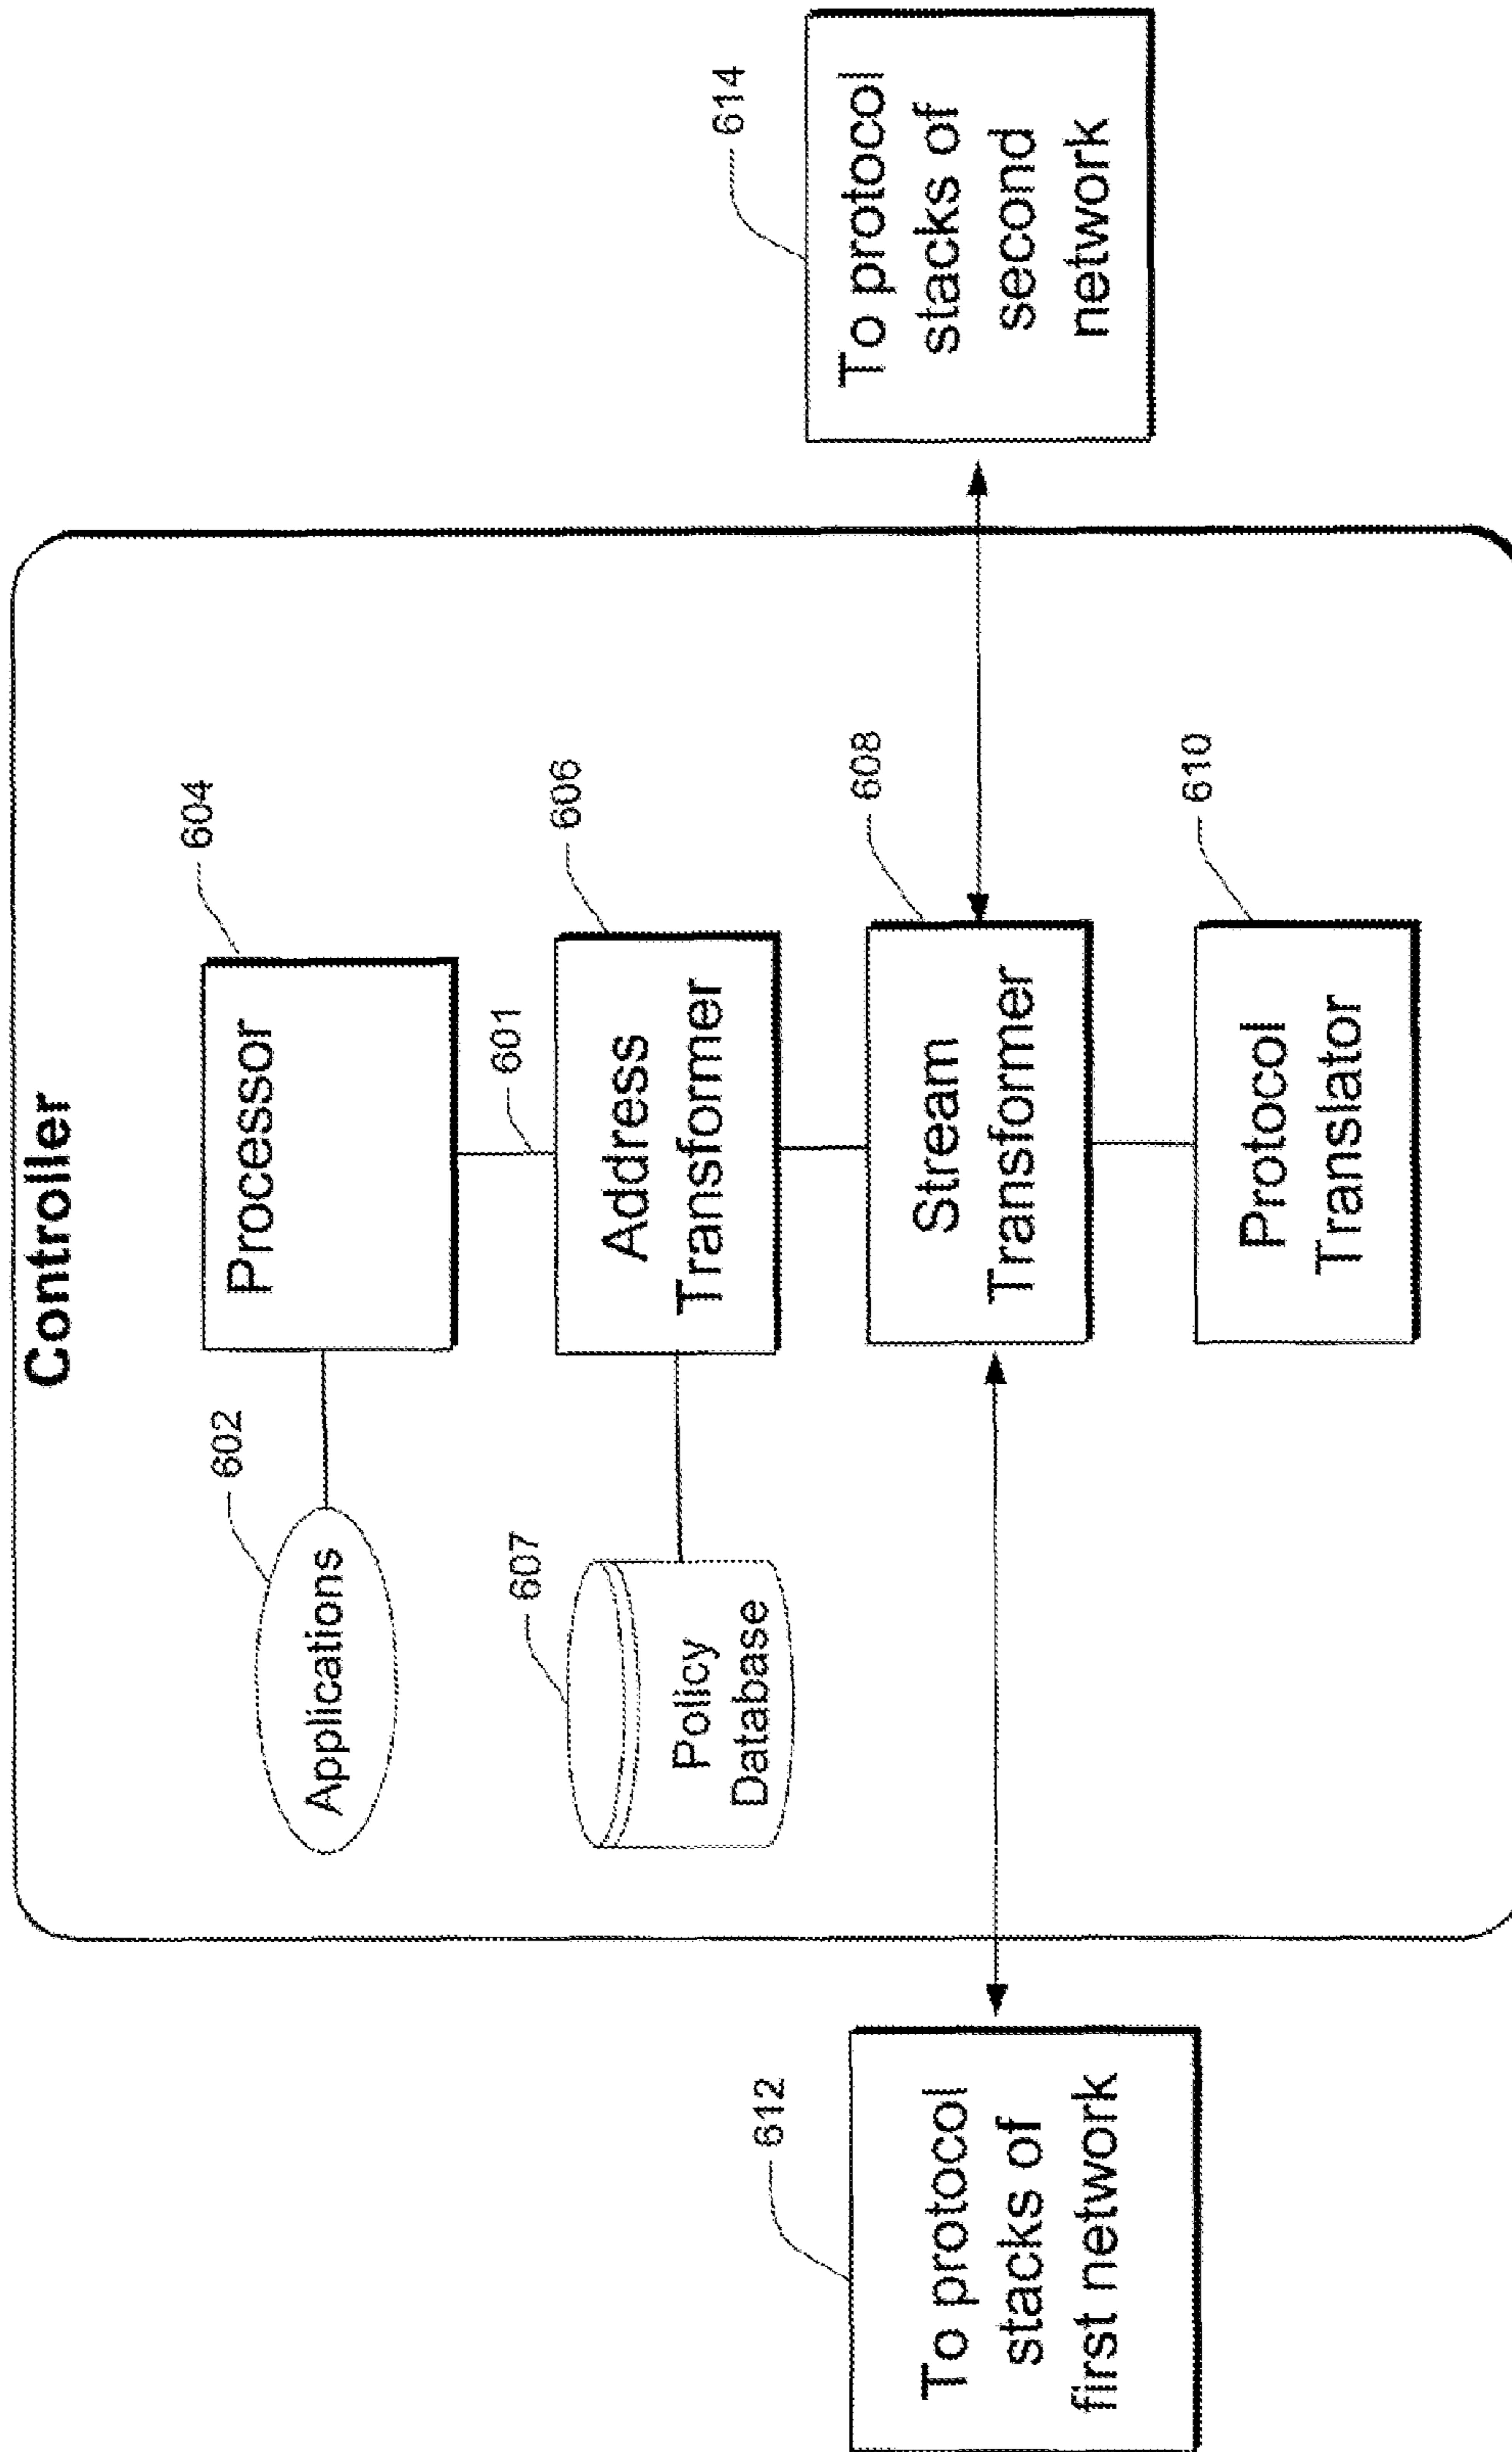 Controller
602
Applications
Processor
604
601
607
Policy
Database
Address
Transformer
606
Stream
Transformer
608
Protocol
Translator
610
612
To protocol
stacks of
first network
614
To protocol
stacks of
second
network